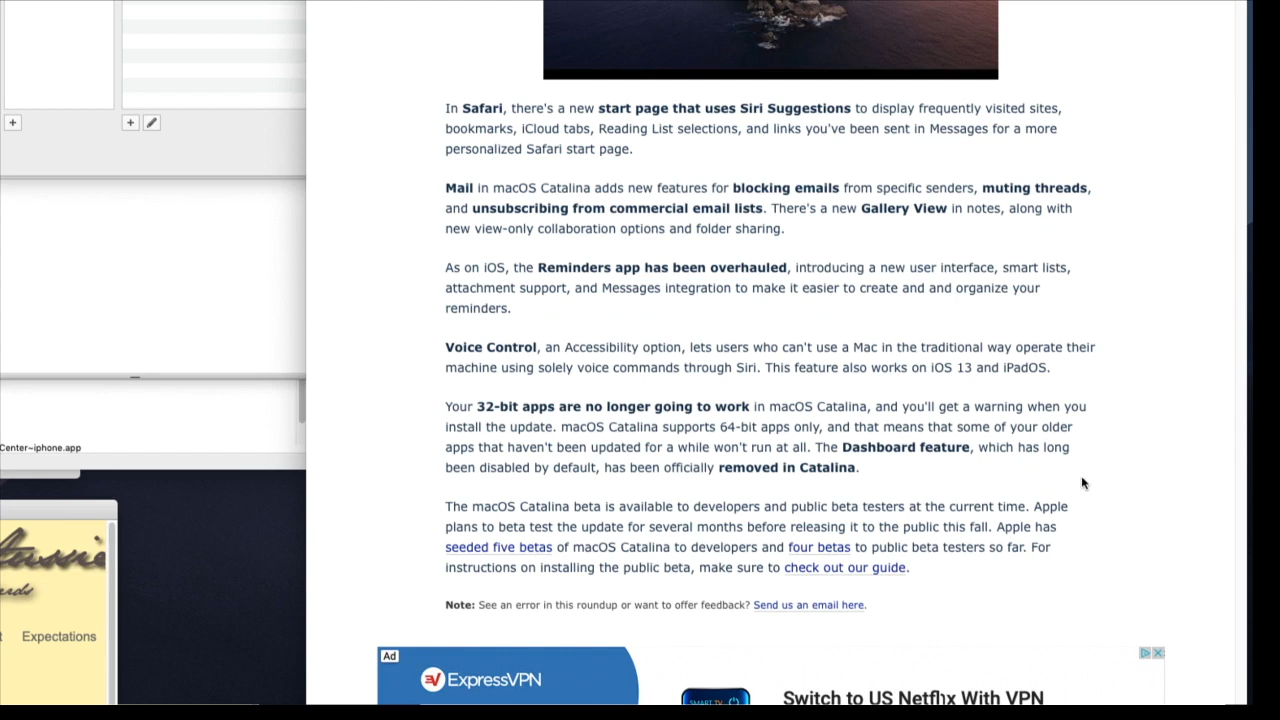 In Safari, there's a new start page that uses Siri Suggestions to display frequently visited sites,
bookmarks, iCloud tabs, Reading List selections, and links you've been sent in Messages for a more
personalized Safari start page.
Mail in macOS Catalina adds new features for blocking emails from specific senders, muting threads,
and unsubscribing from commercial email lists. There's a new Gallery View in notes, along with
new view-only collaboration options and folder sharing.
As on iOS, the Reminders app has been overhauled, introducing a new user interface, smart lists,
attachment support, and Messages integration to make it easier to create and and organize your
reminders.
Voice Control, an Accessibility option, lets users who can't use a Mac in the traditional way operate their
machine using solely voice commands through Siri. This feature also works on iOS 13 and iPadOS.
Your 32-bit apps are no longer going to work in macOS Catalina, and you'll get a warning when you
install the update. macOS Catalina supports 64-bit apps only, and that means that some of your older
apps that haven't been updated for a while won't run at all. The Dashboard feature, which has long
been disabled by default, has been officially removed in Catalina.
The macOS Catalina beta is available to developers and public beta testers at the current time. Apple
plans to beta test the update for several months before releasing it to the public this fall. Apple has
seeded five betas of macOS Catalina to developers and four betas to public beta testers so far. For
instructions on installing the public beta, make sure to check out our guide.
Note: See an error in this roundup or want to offer feedback? Send us an email here.
Ad
ExpressVPN
SMART TV
Switch to US Netflix With VPN
Center~iphone.app
Expectations